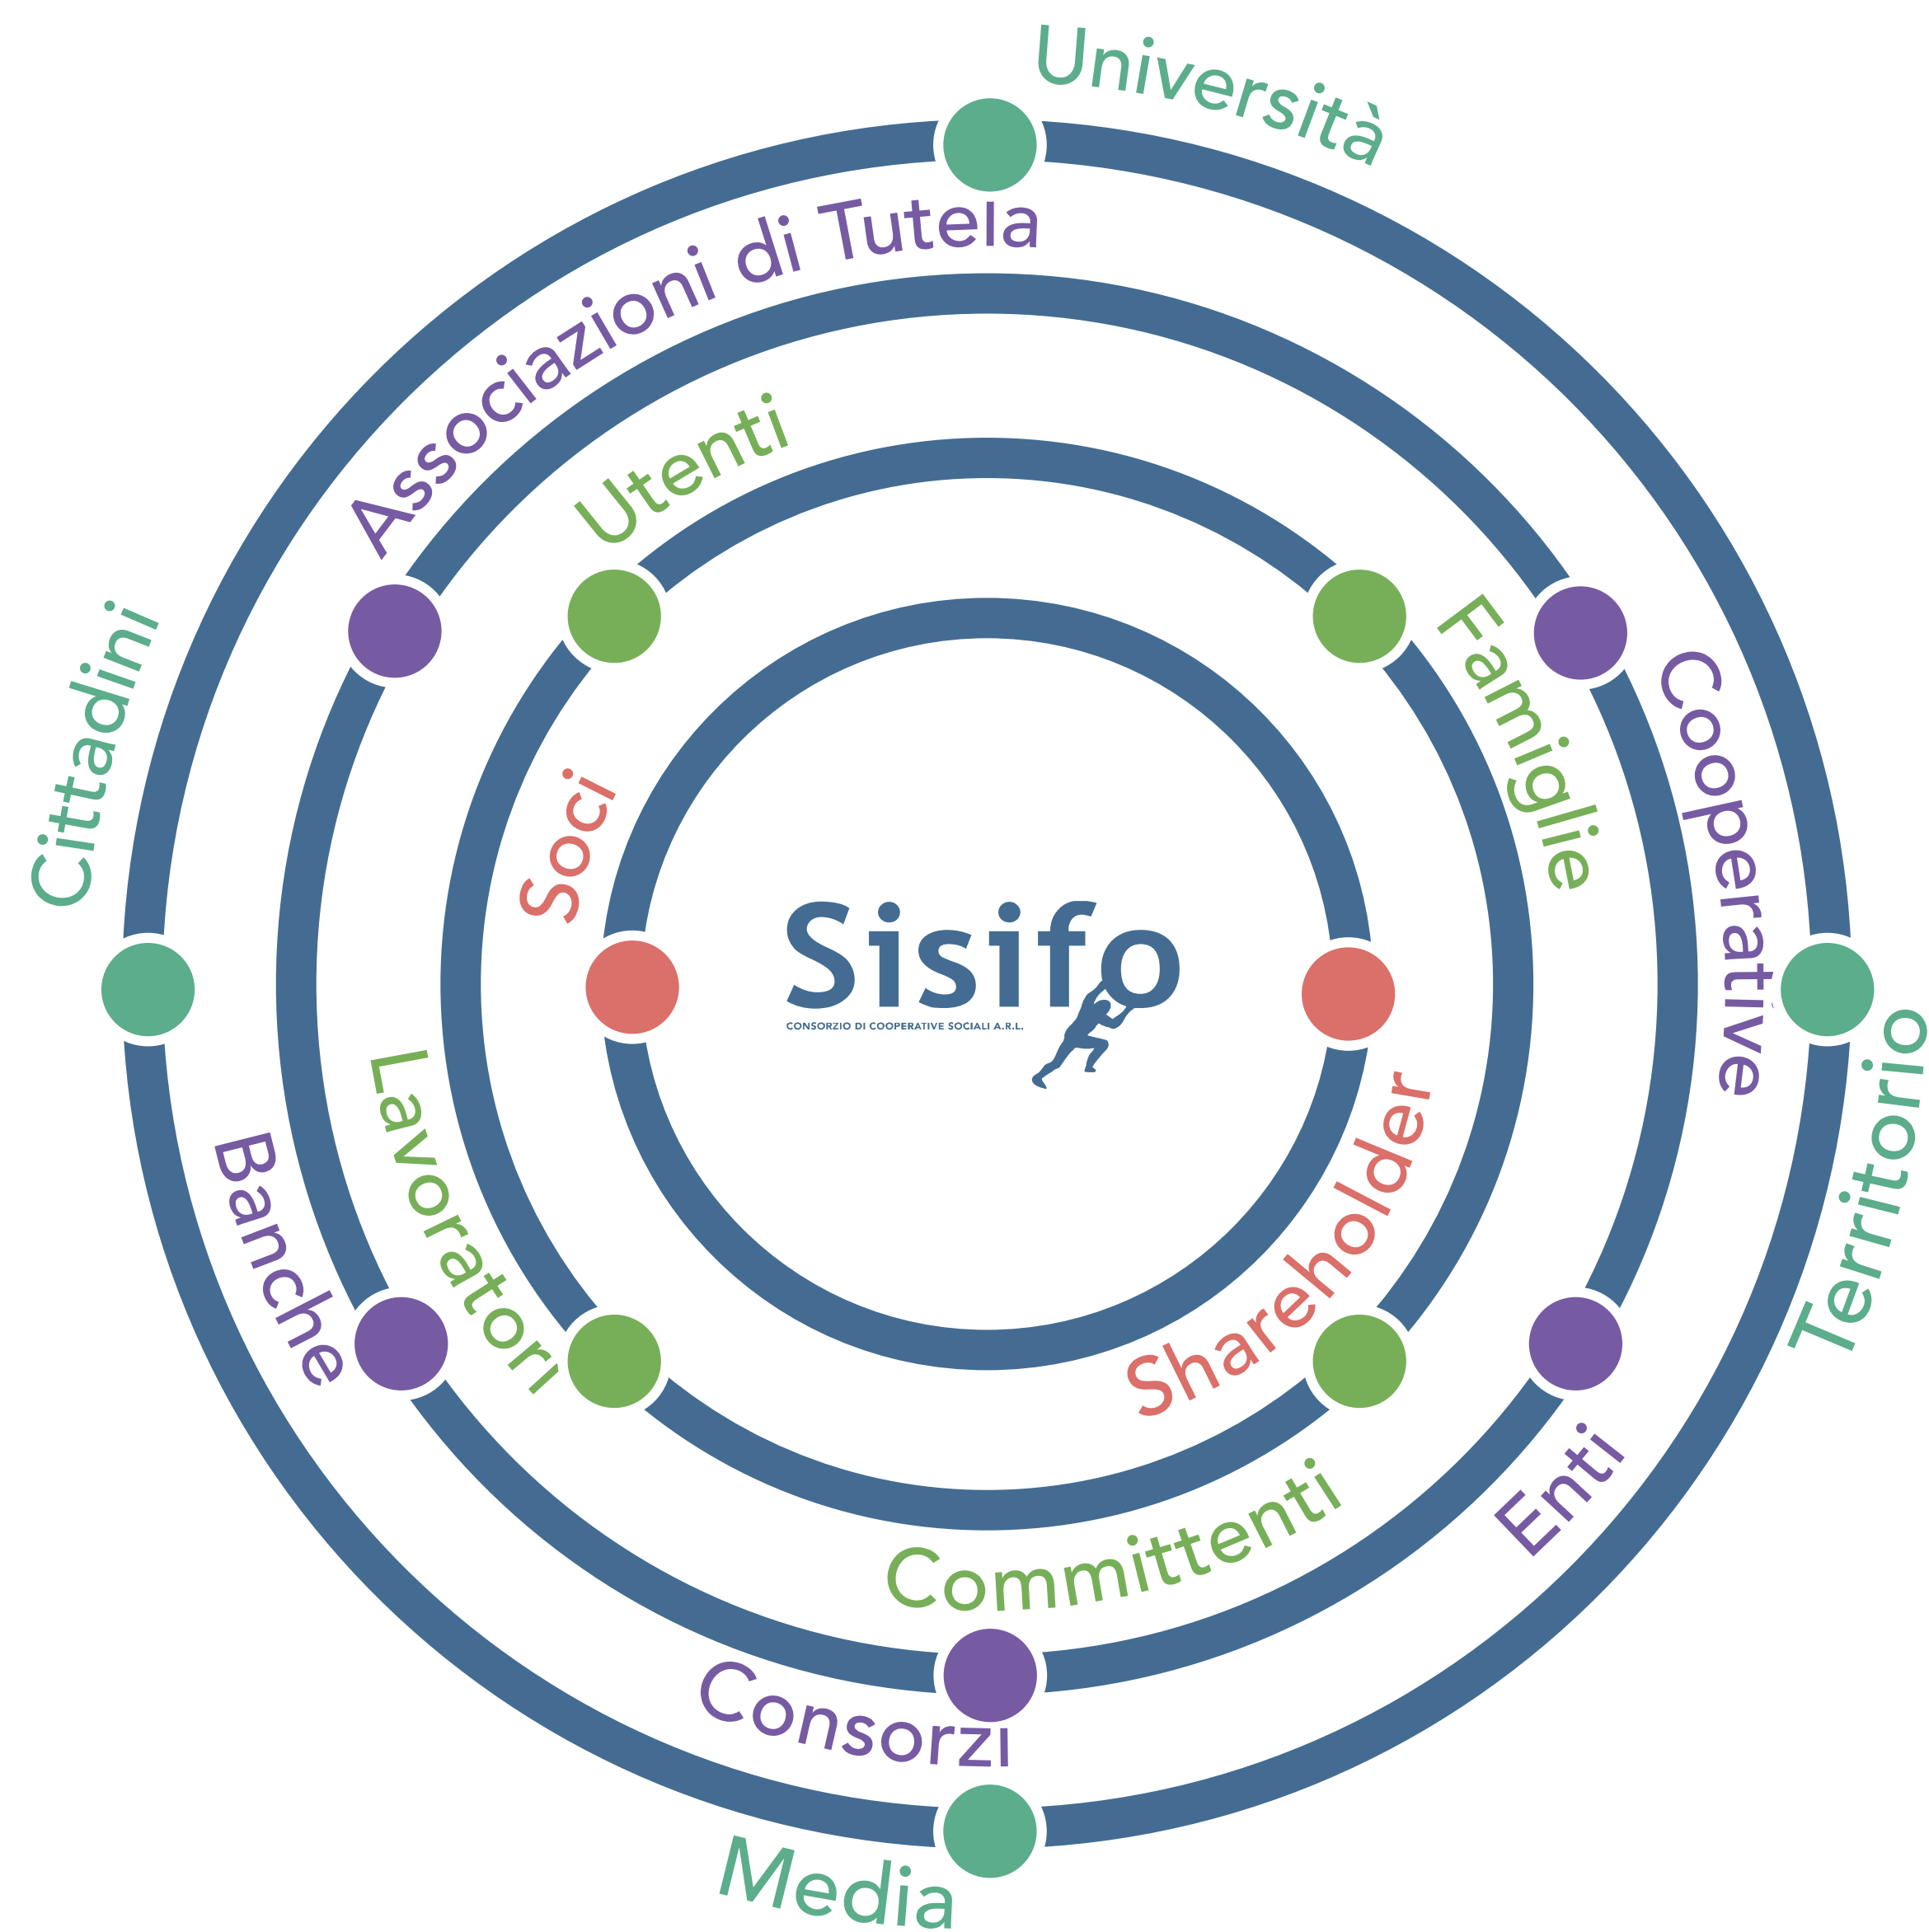 Università
Associazioni di Tutela
Utenti
Cittadini
Famiglie
Cooperative
Soci
Sisifo
CONSORZIO DI COOPERATIVE SOCIALI A R.L.
Territorio
Lavoratori
Banche
Shareholder
Enti
Committenti
Consorzi
Media